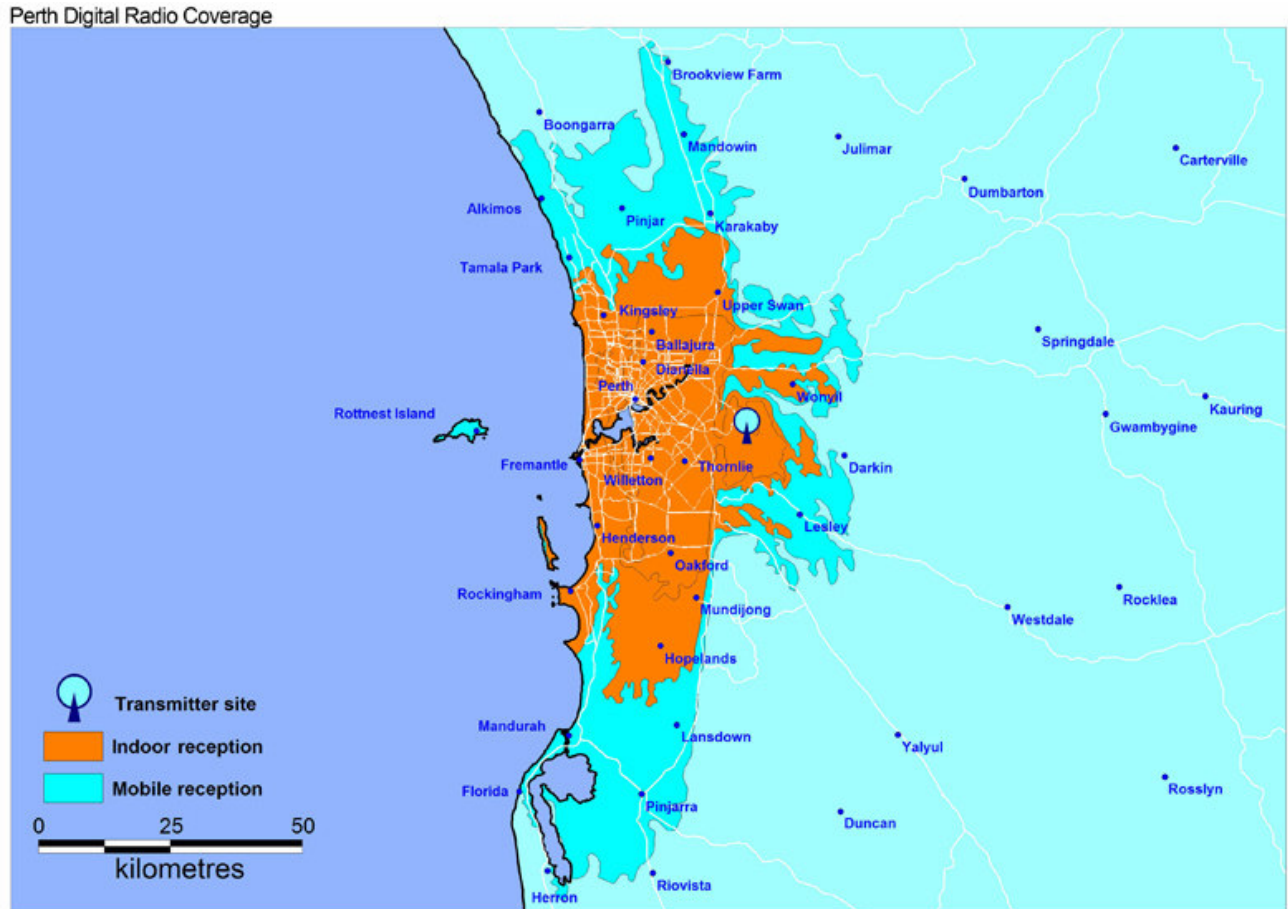 Perth Digital Radio Coverage
Brookview Farm
Boongarra
Mandowin
Julimar
Carterville
Dumbarton
Alkimos
Pinjar
Karakaby
Tamala Park
Upper Swan
Kingsley
Ballajura
Springdale
Dianella
Perth
Wonyil
Kauring
Rottnest Island
Gwambygine
Fremantle
Willetton
Thornlie
Darkin
Lesley
Henderson
Oakford
Rockingham
Mundijong
Rocklea
Westdale
Hopelands
Transmitter site
Mandurah
Lansdown
Yalyul
Indoor reception
Mobile reception
Florida
Pinjarra
Rosslyn
Duncan
0 25 50
kilometres
Herron
Riovista